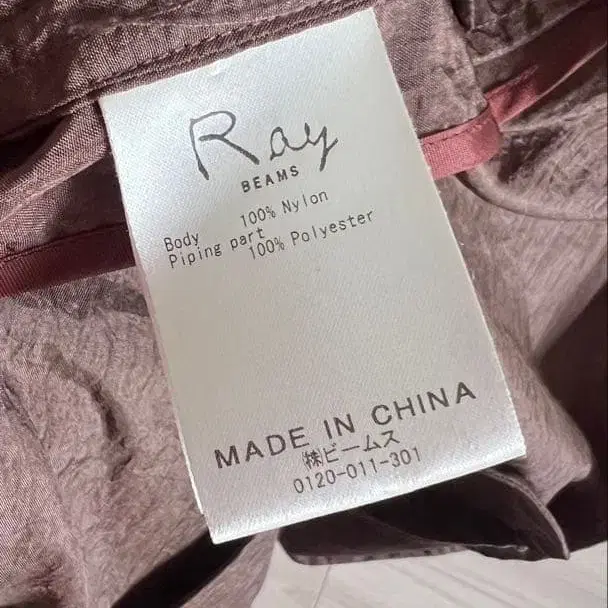 Ray
BEAMS
Body 100% Nylon
Piping part
100% Polyester
MADE IN CHINA
㈱ビームス
0120-011-301